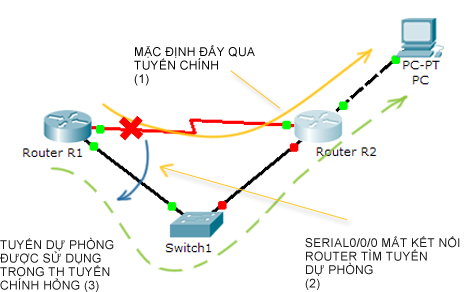 MẶC ĐỊNH ĐẨY QUA
TUYẾN CHÍNH
(1)
PC-PT
PC
Router R1
Router R2
Switch1
TUYẾN DỰ PHÒNG
ĐƯỢC SỬ DỤNG
TRONG TH TUYẾN
CHÍNH HỎNG (3)
SERIAL0/0/0 MẤT KẾT NỐI
ROUTER TÌM TUYẾN
DỰ PHÒNG
(2)